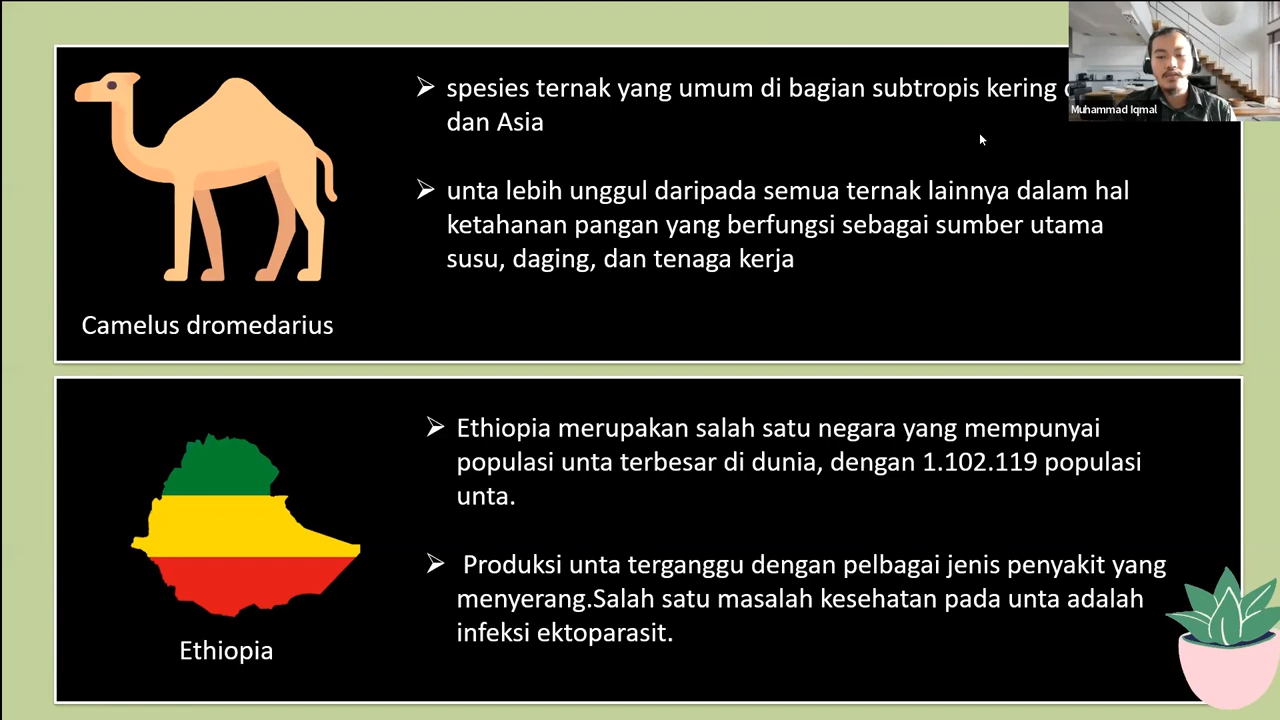 spesies ternak yang umum di bagian subtropis kering
dan Asia
unta lebih unggul daripada semua ternak lainnya dalam hal
ketahanan pangan yang berfungsi sebagai sumber utama
susu, daging, dan tenaga kerja
Camelus dromedarius
Muhammad Iqmal
Ethiopia merupakan salah satu negara yang mempunyai
populasi unta terbesar di dunia, dengan 1.102.119 populasi
unta.
Produksi unta terganggu dengan pelbagai jenis penyakit yang
menyerang.Salah satu masalah kesehatan pada unta adalah
infeksi ektoparasit.
Ethiopia